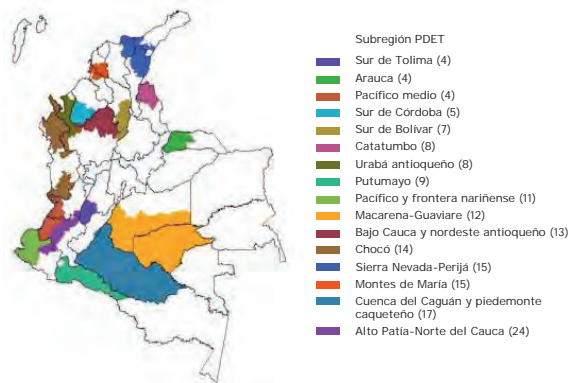 Subregión PDET
Sur de Tolima (4)
Arauca (4)
Pacífico medio (4)
Sur de Córdoba (5)
Sur de Bolívar (7)
Catatumbo (8)
Urabá antioqueño (8)
Putumayo (9)
Pacífico y frontera nariñense (11)
Macarena-Guaviare (12)
Bajo Cauca y nordeste antioqueño (13)
Chocó (14)
Sierra Nevada-Perijá (15)
Montes de María (15)
Cuenca del Caguán y piedemonte
caqueteño (17)
Alto Patía-Norte del Cauca (24)